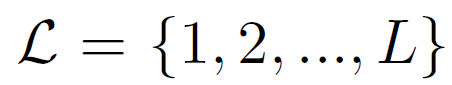 ℒ = {1, 2, ..., L}